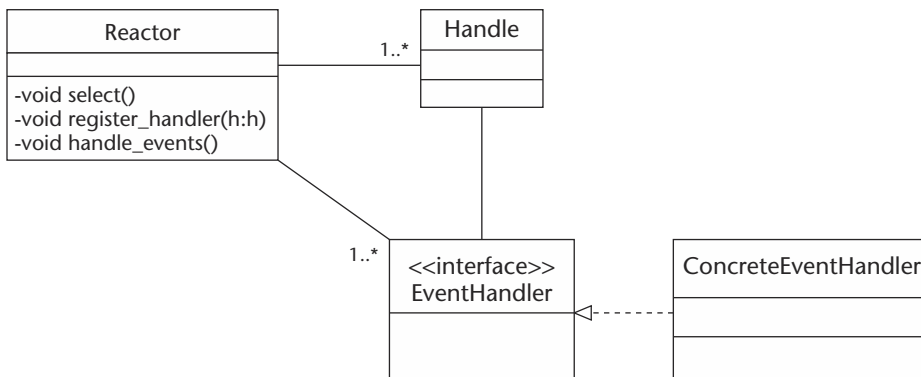 Reactor
-void select()
-void register_handler(h:h)
-void handle_events()
1..*
Handle
1..*
<<interface>>
EventHandler
ConcreteEventHandler